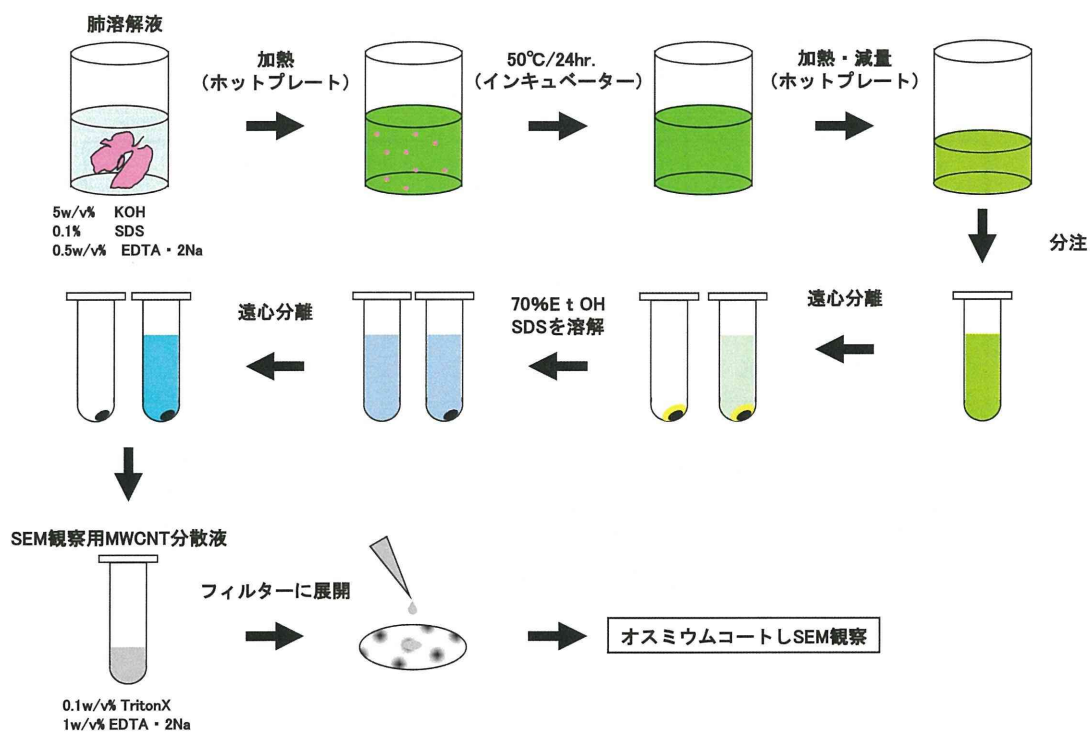 肺溶解液
加熱
（ホットプレート）
50℃/24hr.
（インキュベーター）
加熱・減量
（ホットプレート）
5w/v% KOH
0.1% SDS
0.5w/v% EDTA・2Na
分注
遠心分離
70%EtOH
SDSを溶解
遠心分離
SEM観察用MWCNT分散液
フィルターに展開
オスミウムコートしSEM観察
0.1w/v% TritonX
1w/v% EDTA・2Na